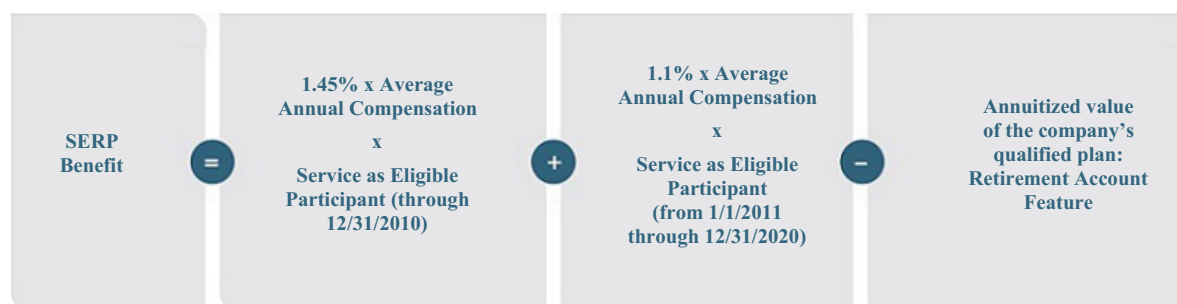 SERP
Benefit
=
1.45% x Average
Annual Compensation
x
Service as Eligible
Participant (through
12/31/2010)
+
1.1% x Average
Annual Compensation
x
Service as Eligible
Participant
(from 1/1/2011
through 12/31/2020)
–
Annuitized value
of the company’s
qualified plan:
Retirement Account
Feature